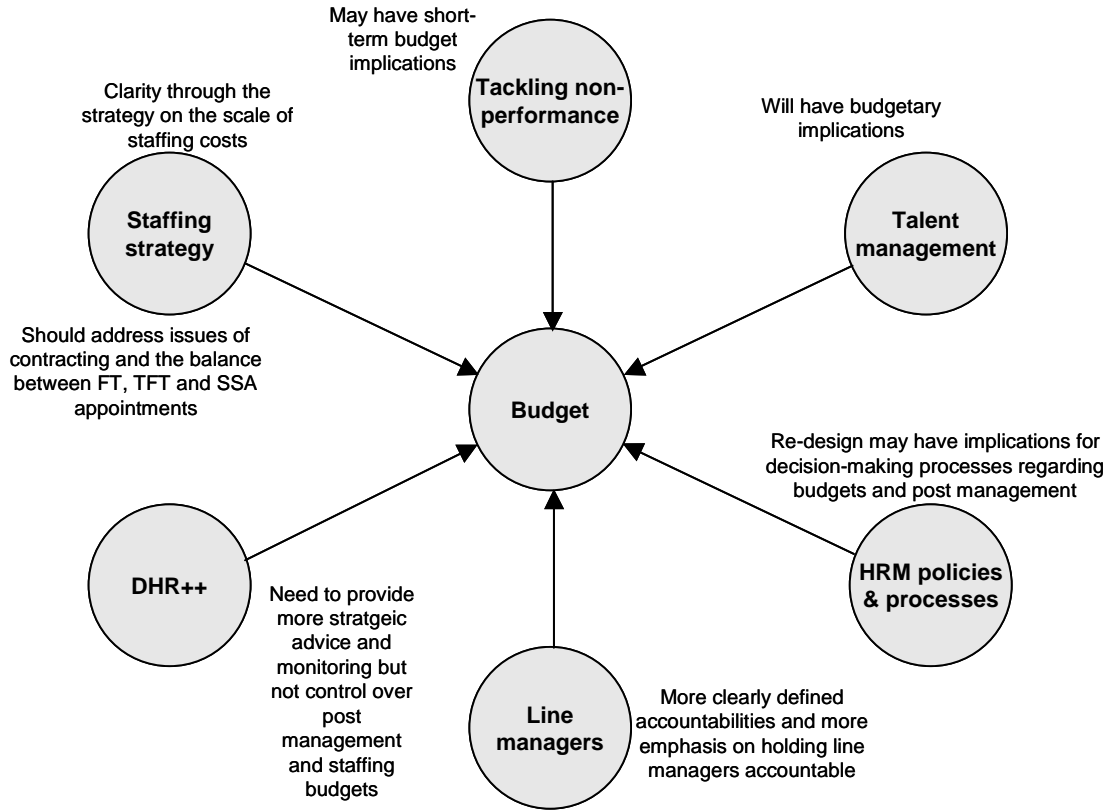 May have short-
term budget
implications
Tackling non-
performance
Clarity through the
strategy on the scale of
staffing costs
Will have budgetary
implications
Staffing
strategy
Talent
management
Should address issues of
contracting and the balance
between FT, TFT and SSA
appointments
Budget
Re-design may have implications for
decision-making processes regarding
budgets and post management
DHR++
HRM policies
& processes
Need to provide
more stratgeic
advice and
monitoring but
not control over
post
management
and staffing
budgets
Line
managers
More clearly defined
accountabilities and more
emphasis on holding line
managers accountable